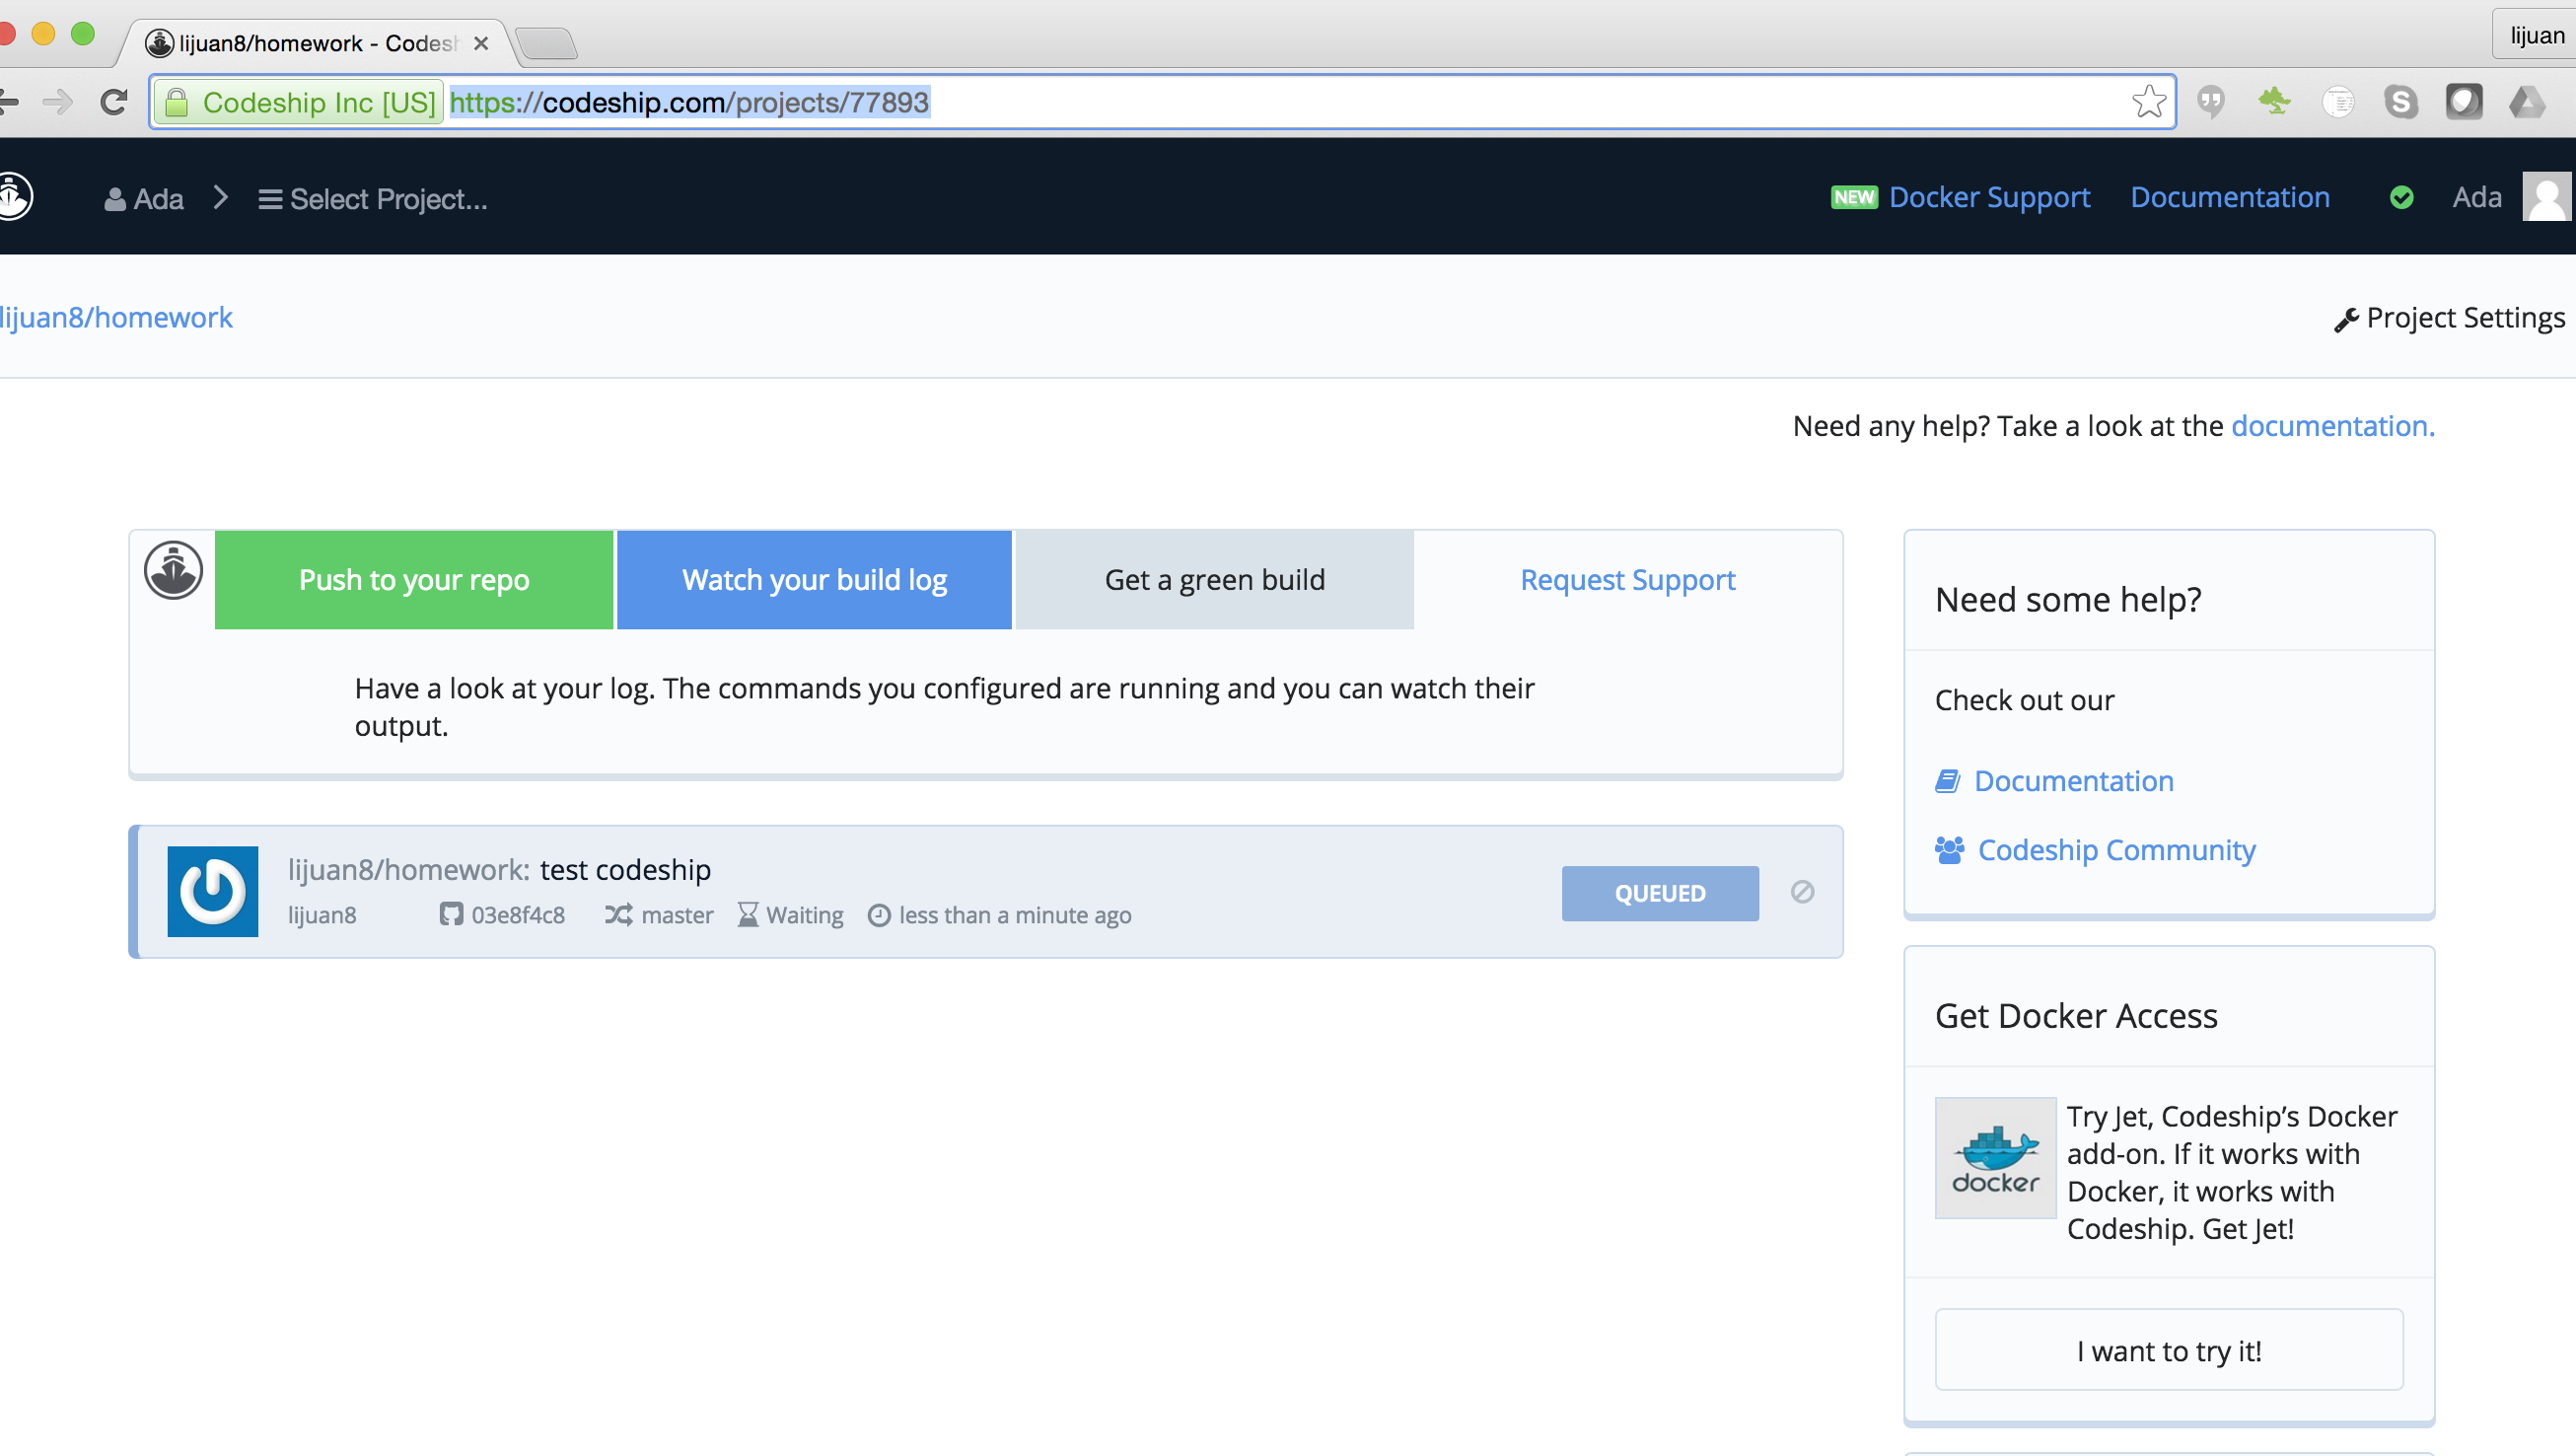 lijuan8/homework - Codesh
lijuan
Codeship Inc [US] https://codeship.com/projects/77893
Ada Select Project...
NEW Docker Support Documentation Ada
lijuan8/homework
Project Settings
Need any help? Take a look at the documentation.
Push to your repo
Watch your build log
Get a green build
Request Support
Have a look at your log. The commands you configured are running and you can watch their
output.
lijuan8/homework: test codeship
lijuan8 03e8f4c8 master Waiting less than a minute ago
QUEUED
Need some help?
Check out our
Documentation
Codeship Community
Get Docker Access
docker
Try Jet, Codeship’s Docker
add-on. If it works with
Docker, it works with
Codeship. Get Jet!
I want to try it!